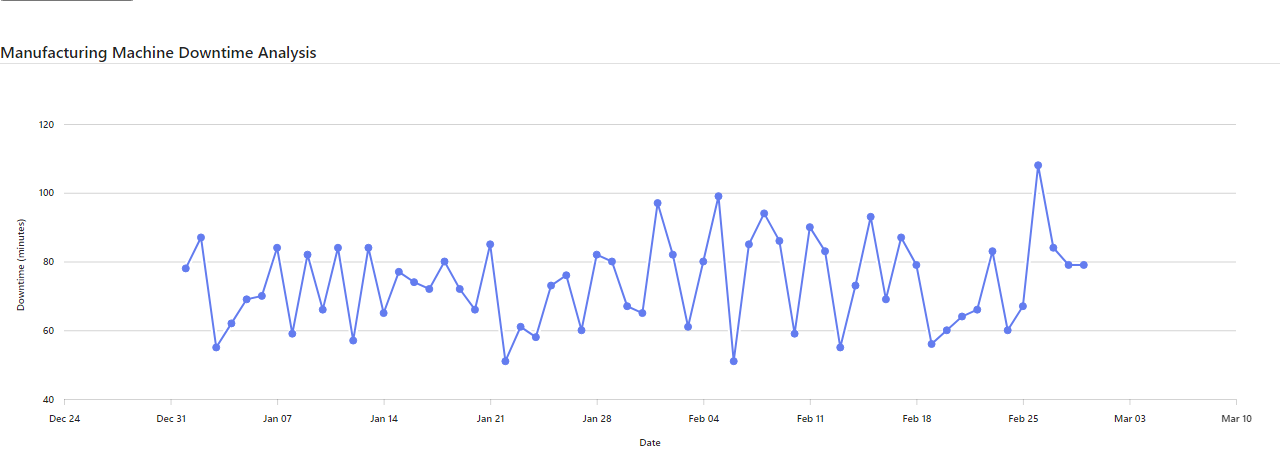 Manufacturing Machine Downtime Analysis
120
100
80
60
40
Downtime (minutes)
Dec 24 Dec 31 Jan 07 Jan 14 Jan 21 Jan 28 Feb 04 Feb 11 Feb 18 Feb 25 Mar 03 Mar 10
Date